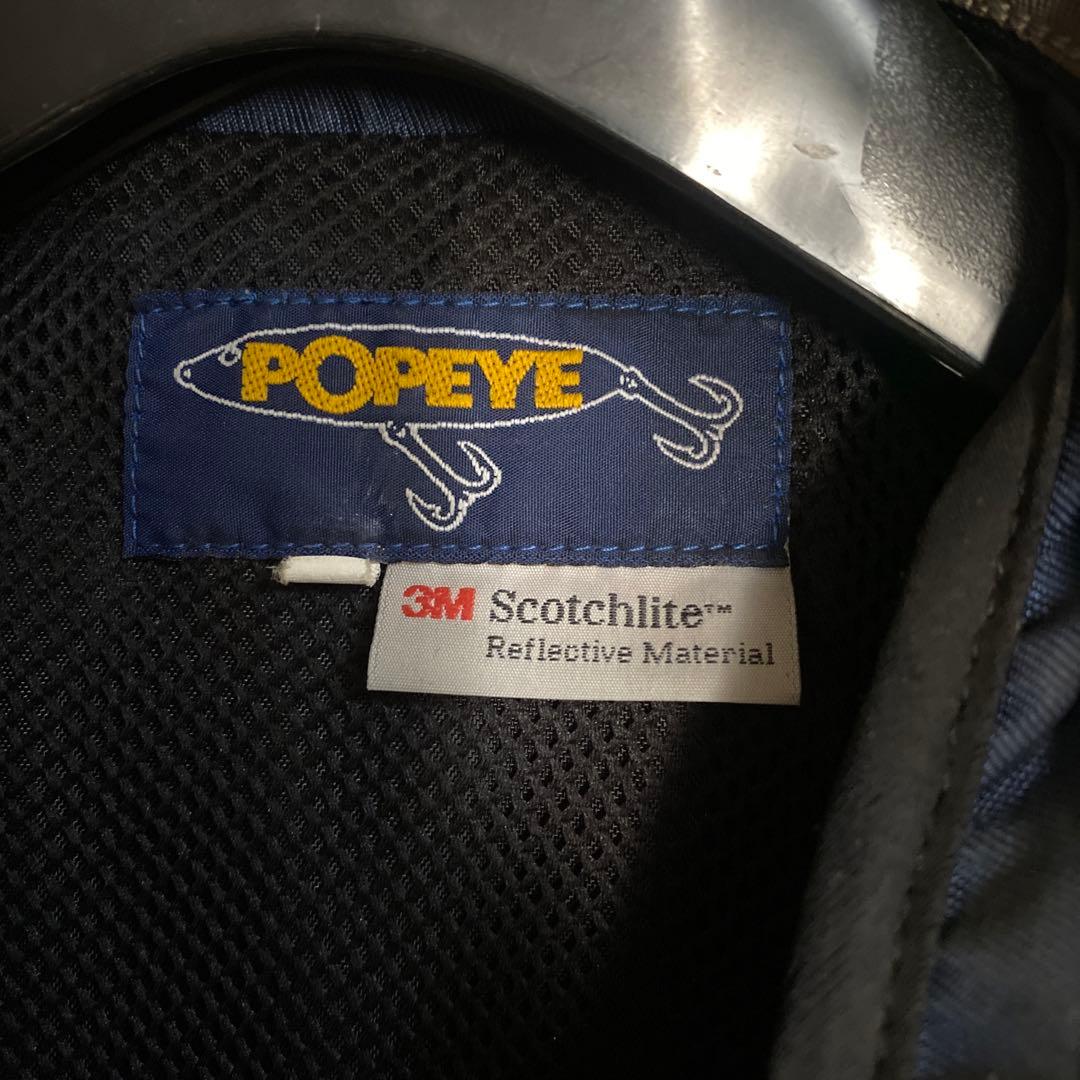 POPEYE
3M Scotchlite™
Reflective Material